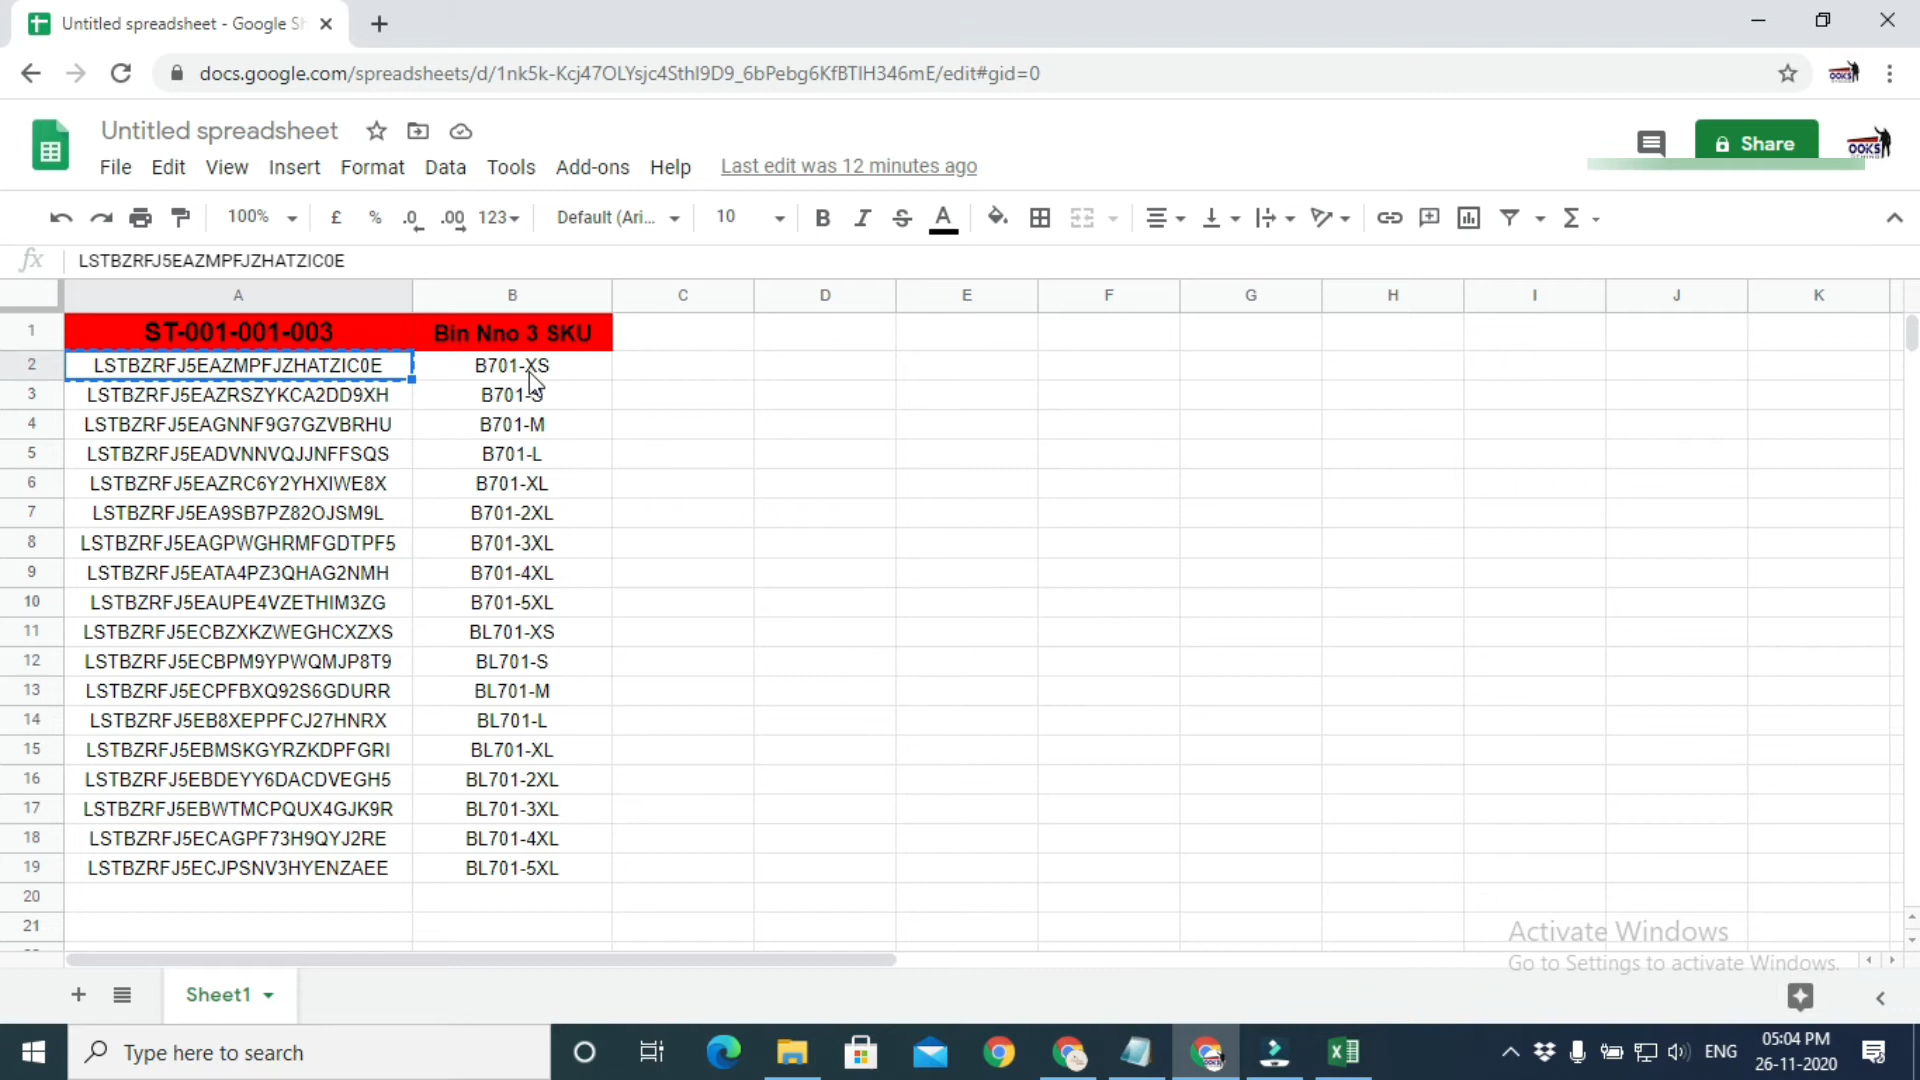 Untitled spreadsheet - Google Sh
docs.google.com/spreadsheets/d/1nk5k-Kcj47OLYsjc4SthI9D9_6bPebg6KfBTIH346mE/edit#gid=0
Untitled spreadsheet
File Edit View Insert Format Data Tools Add-ons Help Last edit was 12 minutes ago
Share
OOKS
100% £ % .0 .00 123 Default (Ari... 10 B I S A
fx LSTBZRFJ5EAZMPFJZHATZIC0E
A B C D E F G H I J K
1 ST-001-001-003 Bin Nno 3 SKU
2 LSTBZRFJ5EAZMPFJZHATZIC0E B701-XS
3 LSTBZRFJ5EAZRSZYKCA2DD9XH B701-S
4 LSTBZRFJ5EAGNNF9G7GZVBRHU B701-M
5 LSTBZRFJ5EADVNNVQJJNFFSQS B701-L
6 LSTBZRFJ5EAZRC6Y2YHXIWE8X B701-XL
7 LSTBZRFJ5EA9SB7PZ82OJSM9L B701-2XL
8 LSTBZRFJ5EAGPWGHRMFGDTPF5 B701-3XL
9 LSTBZRFJ5EATA4PZ3QHAG2NMH B701-4XL
10 LSTBZRFJ5EAUPE4VZETHIM3ZG B701-5XL
11 LSTBZRFJ5ECBZXKZWEGHCXZXS BL701-XS
12 LSTBZRFJ5ECBPM9YPWQMJP8T9 BL701-S
13 LSTBZRFJ5ECPFBXQ92S6GDURR BL701-M
14 LSTBZRFJ5EB8XEPPFCJ27HNRX BL701-L
15 LSTBZRFJ5EBMSKGYRZKDPFGRI BL701-XL
16 LSTBZRFJ5EBDEYY6DACDVEGH5 BL701-2XL
17 LSTBZRFJ5EBWTMCPQUX4GJK9R BL701-3XL
18 LSTBZRFJ5ECAGPF73H9QYJ2RE BL701-4XL
19 LSTBZRFJ5ECJPSNV3HYENZAEE BL701-5XL
20
21
Activate Windows
Go to Settings to activate Windows.
Sheet1
Type here to search
ENG
05:04 PM
26-11-2020